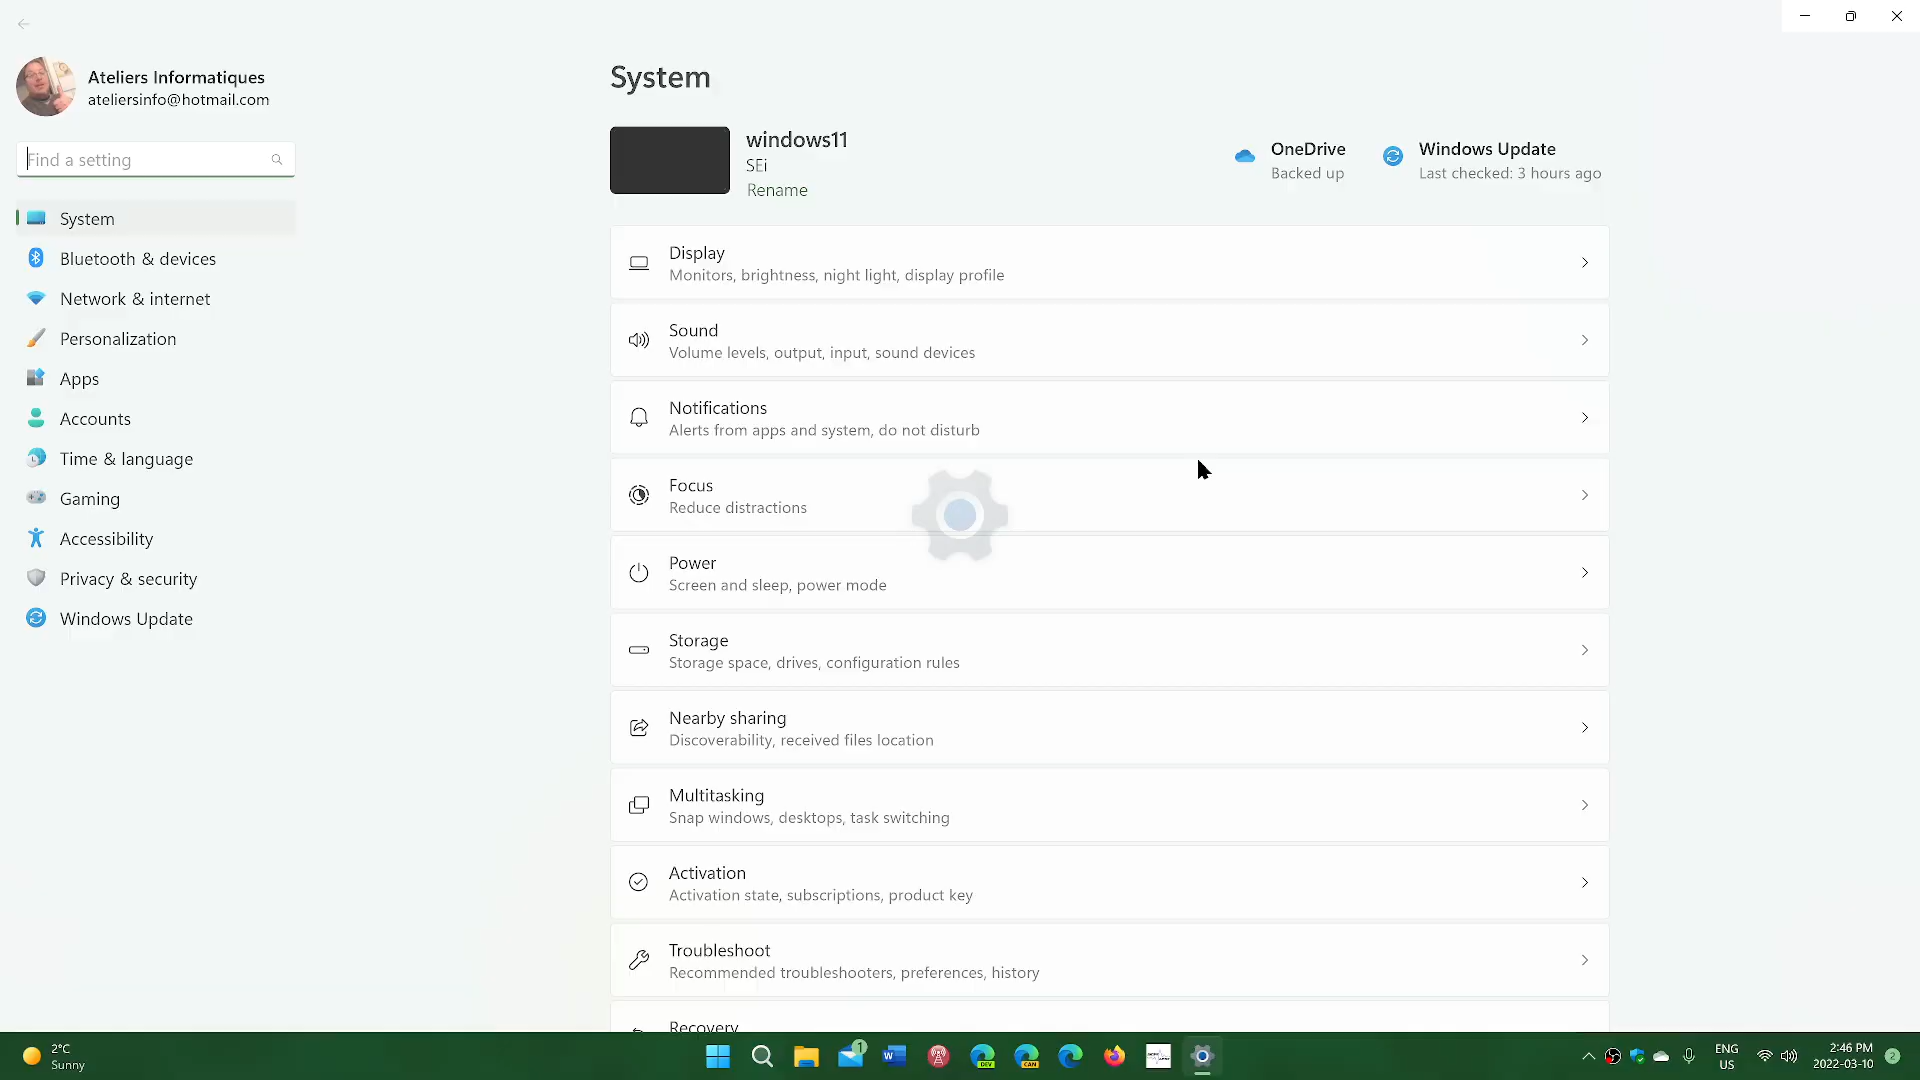 Ateliers Informatiques
ateliersinfo@hotmail.com
Find a setting
System
Bluetooth & devices
Network & internet
Personalization
Apps
Accounts
Time & language
Gaming
Accessibility
Privacy & security
Windows Update
System
windows11
SEi
Rename
OneDrive
Backed up
Windows Update
Last checked: 3 hours ago
Display
Monitors, brightness, night light, display profile
Sound
Volume levels, output, input, sound devices
Notifications
Alerts from apps and system, do not disturb
Focus
Reduce distractions
Power
Screen and sleep, power mode
Storage
Storage space, drives, configuration rules
Nearby sharing
Discoverability, received files location
Multitasking
Snap windows, desktops, task switching
Activation
Activation state, subscriptions, product key
Troubleshoot
Recommended troubleshooters, preferences, history
Recovery
2°C
Sunny
1
W
DEV
CAN
ENG
US
2:46 PM
2022-03-10
2